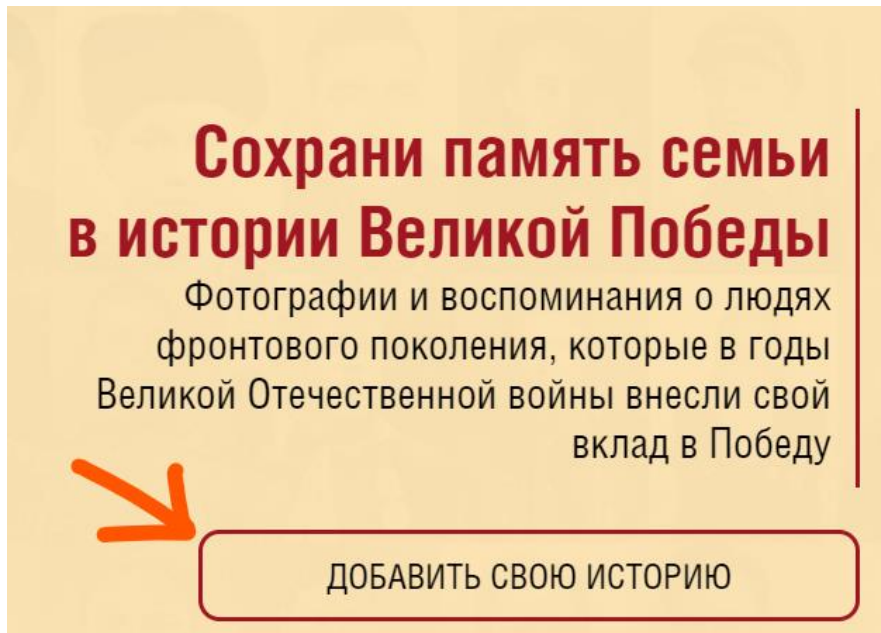 Сохрани память семьи
в истории Великой Победы
Фотографии и воспоминания о людях
фронтового поколения, которые в годы
Великой Отечественной войны внесли свой
вклад в Победу
ДОБАВИТЬ СВОЮ ИСТОРИЮ